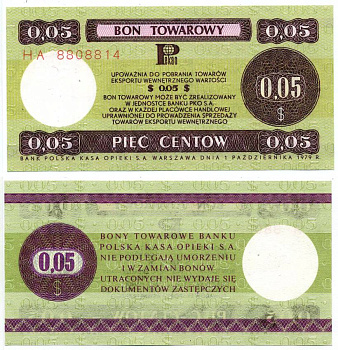 0,05 BON TOWAROWY 0,05
HA 8808814
PeKaO
UPOWAŻNIA DO POBRANIA TOWARÓW
EKSPORTU WEWNĘTRZNEGO WARTOŚCI
$ 0.05 $
BON TOWAROWY MOŻE BYĆ ZREALIZOWANY
W JEDNOSTCE BANKU PKO S.A.
ORAZ W KAŻDEJ PLACÓWCE HANDLOWEJ
UPRAWNIONEJ DO PROWADZENIA SPRZEDAŻY
TOWARÓW EKSPORTU WEWNĘTRZNEGO
0,05
$
0,05 PIĘC CENTÓW 0,05
BANK POLSKA KASA OPIEKI S.A. WARSZAWA DNIA 1 PAŹDZIERNIKA 1979 R.
0,05
$
BONY TOWAROWE BANKU
POLSKA KASA OPIEKI S.A.
NIE PODLEGAJĄ UMORZENIU
I W ZAMIAN BONÓW
UTRACONYCH NIE WYDAJE SIĘ
DOKUMENTÓW ZASTĘPCZYCH